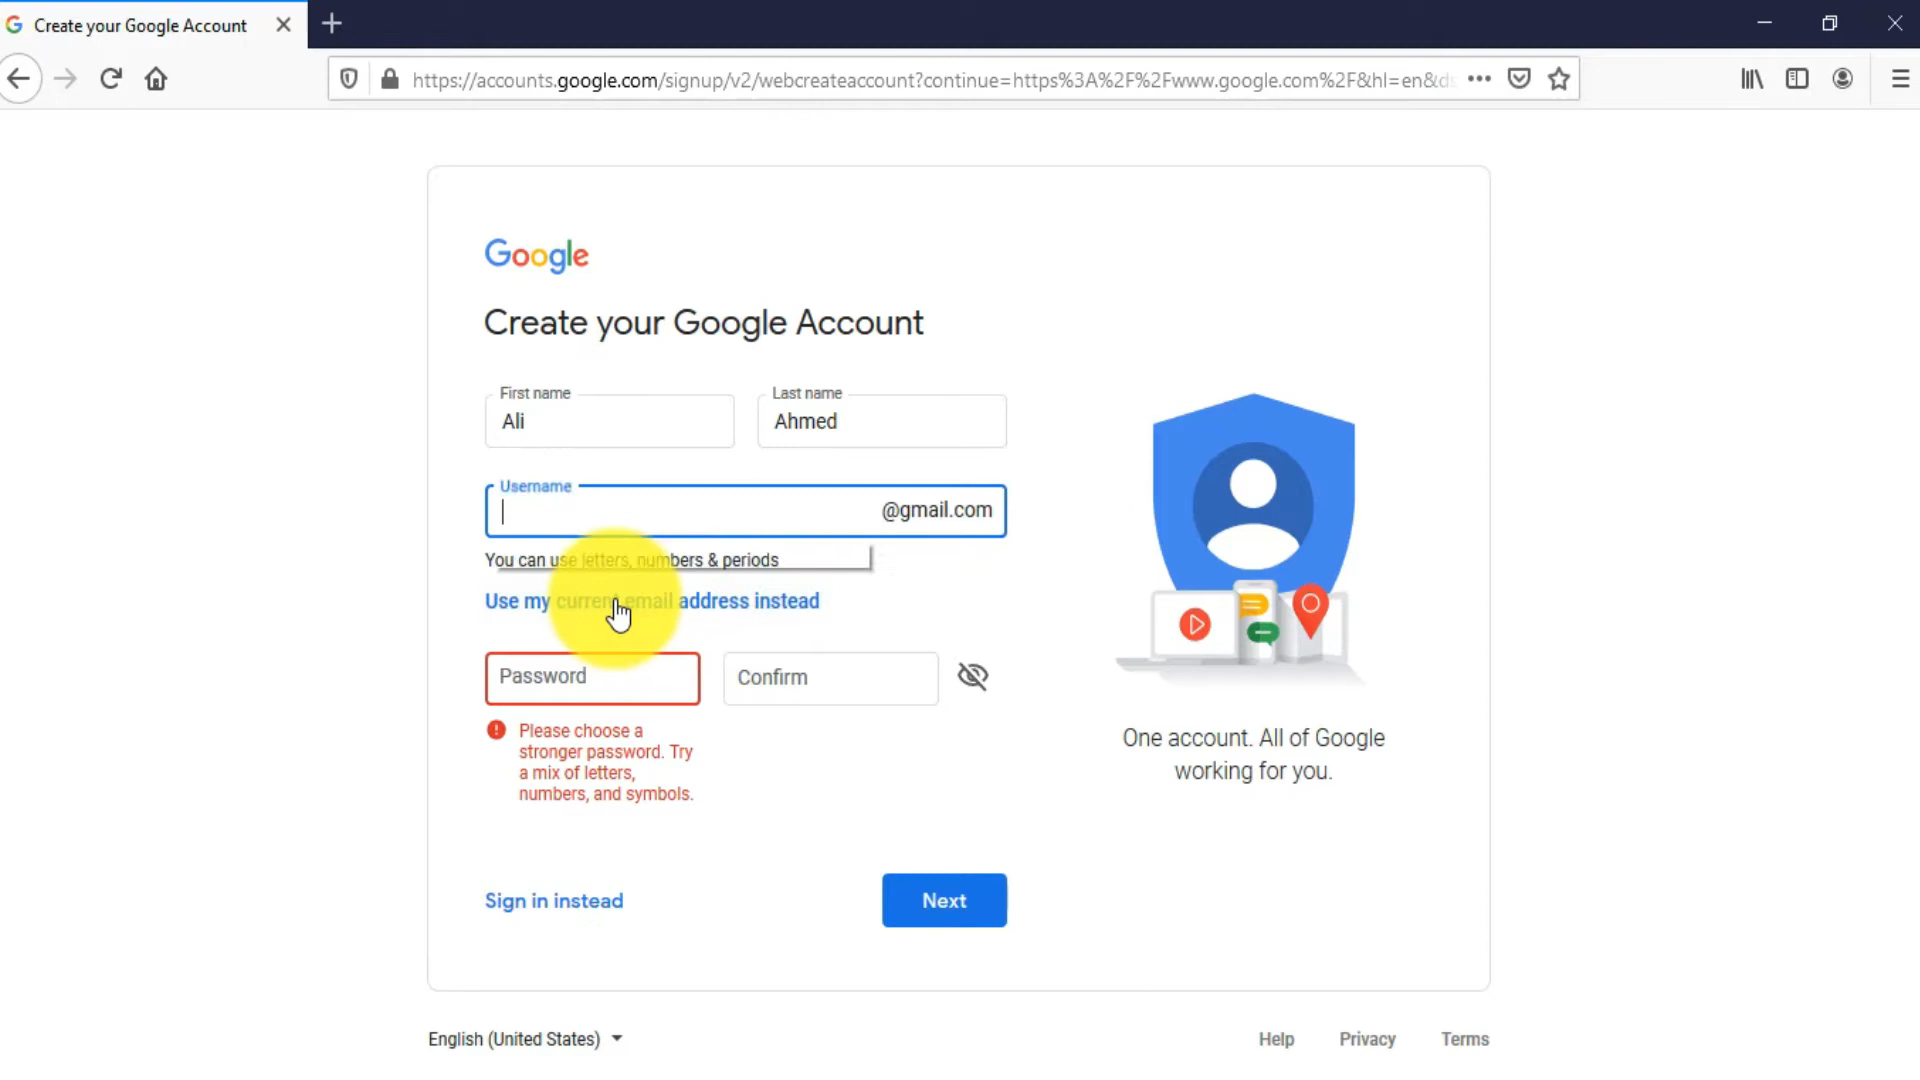 Create your Google Account
https://accounts.google.com/signup/v2/webcreateaccount?continue=https%3A%2F%2Fwww.google.com%2F&hl=en&ds
Google
Create your Google Account
First name
Last name
Ali
Ahmed
Username
@gmail.com
You can use letters, numbers & periods
Use my current email address instead
Password
Confirm
Please choose a
stronger password. Try
a mix of letters,
numbers, and symbols.
One account. All of Google
working for you.
Sign in instead
Next
English (United States)
Help
Privacy
Terms